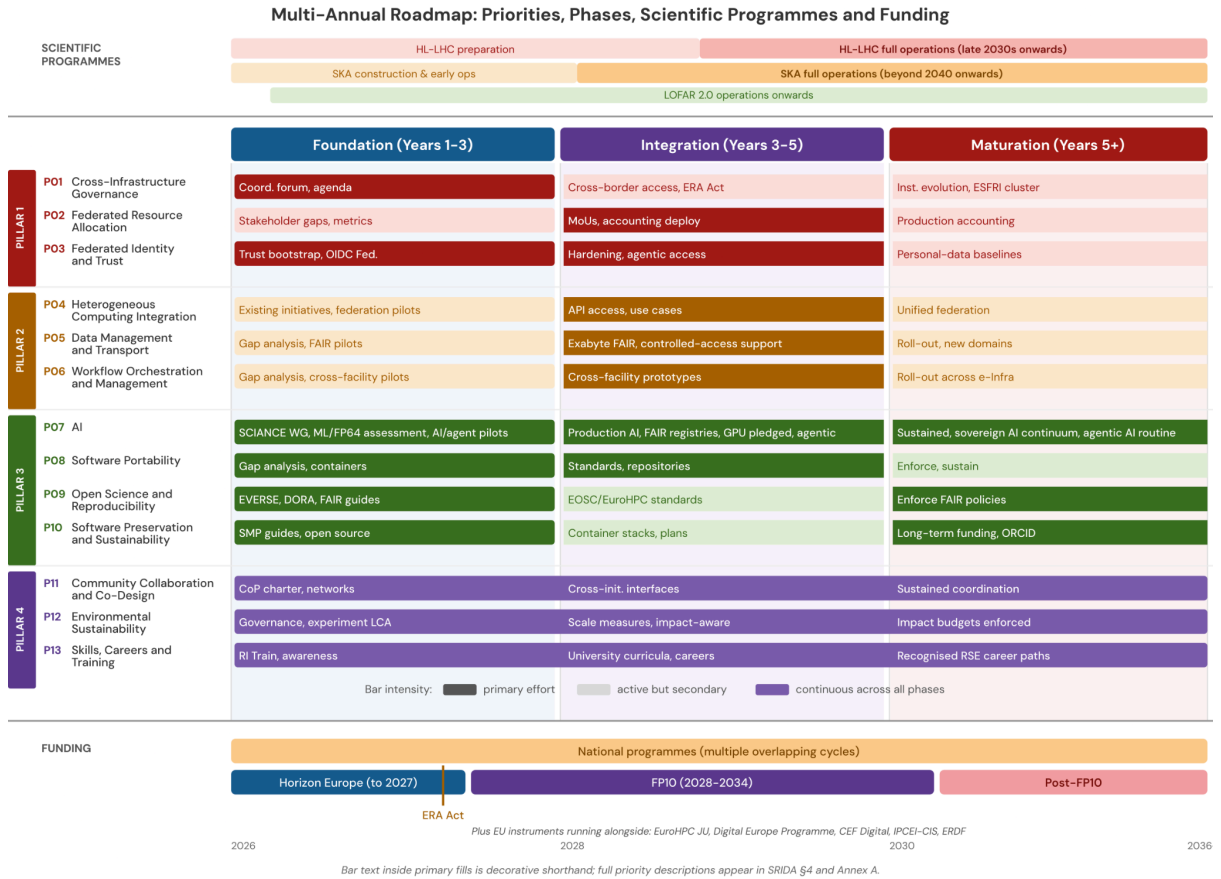 Multi-Annual Roadmap: Priorities, Phases, Scientific Programmes and Funding
SCIENTIFIC
PROGRAMMES
HL-LHC preparation
HL-LHC full operations (late 2030s onwards)
SKA construction & early ops
SKA full operations (beyond 2040 onwards)
LOFAR 2.0 operations onwards
Foundation (Years 1-3)
Integration (Years 3-5)
Maturation (Years 5+)
PILLAR 1
P01 Cross-Infrastructure
Governance
Coord. forum, agenda
Cross-border access, ERA Act
Inst. evolution, ESFRI cluster
P02 Federated Resource
Allocation
Stakeholder gaps, metrics
MoUs, accounting deploy
Production accounting
P03 Federated Identity
and Trust
Trust bootstrap, OIDC Fed.
Hardening, agentic access
Personal-data baselines
PILLAR 2
P04 Heterogeneous
Computing Integration
Existing initiatives, federation pilots
API access, use cases
Unified federation
P05 Data Management
and Transport
Gap analysis, FAIR pilots
Exabyte FAIR, controlled-access support
Roll-out, new domains
P06 Workflow Orchestration
and Management
Gap analysis, cross-facility pilots
Cross-facility prototypes
Roll-out across e-Infra
PILLAR 3
P07 AI
SCIANCE WG, ML/FP64 assessment, AI/agent pilots
Production AI, FAIR registries, GPU pledged, agentic
Sustained, sovereign AI continuum, agentic AI routine
P08 Software Portability
Gap analysis, containers
Standards, repositories
Enforce, sustain
P09 Open Science and
Reproducibility
EVERSE, DORA, FAIR guides
EOSC/EuroHPC standards
Enforce FAIR policies
P10 Software Preservation
and Sustainability
SMP guides, open source
Container stacks, plans
Long-term funding, ORCID
PILLAR 4
P11 Community Collaboration
and Co-Design
CoP charter, networks
Cross-init. interfaces
Sustained coordination
P12 Environmental
Sustainability
Governance, experiment LCA
Scale measures, impact-aware
Impact budgets enforced
P13 Skills, Careers and
Training
RI Train, awareness
University curricula, careers
Recognised RSE career paths
Bar intensity: primary effort active but secondary continuous across all phases
FUNDING
National programmes (multiple overlapping cycles)
Horizon Europe (to 2027)
FP10 (2028-2034)
Post-FP10
ERA Act
Plus EU instruments running alongside: EuroHPC JU, Digital Europe Programme, CEF Digital, IPCEI-CIS, ERDF
2026 2028 2030 2036
Bar text inside primary fills is decorative shorthand; full priority descriptions appear in SRIDA §4 and Annex A.